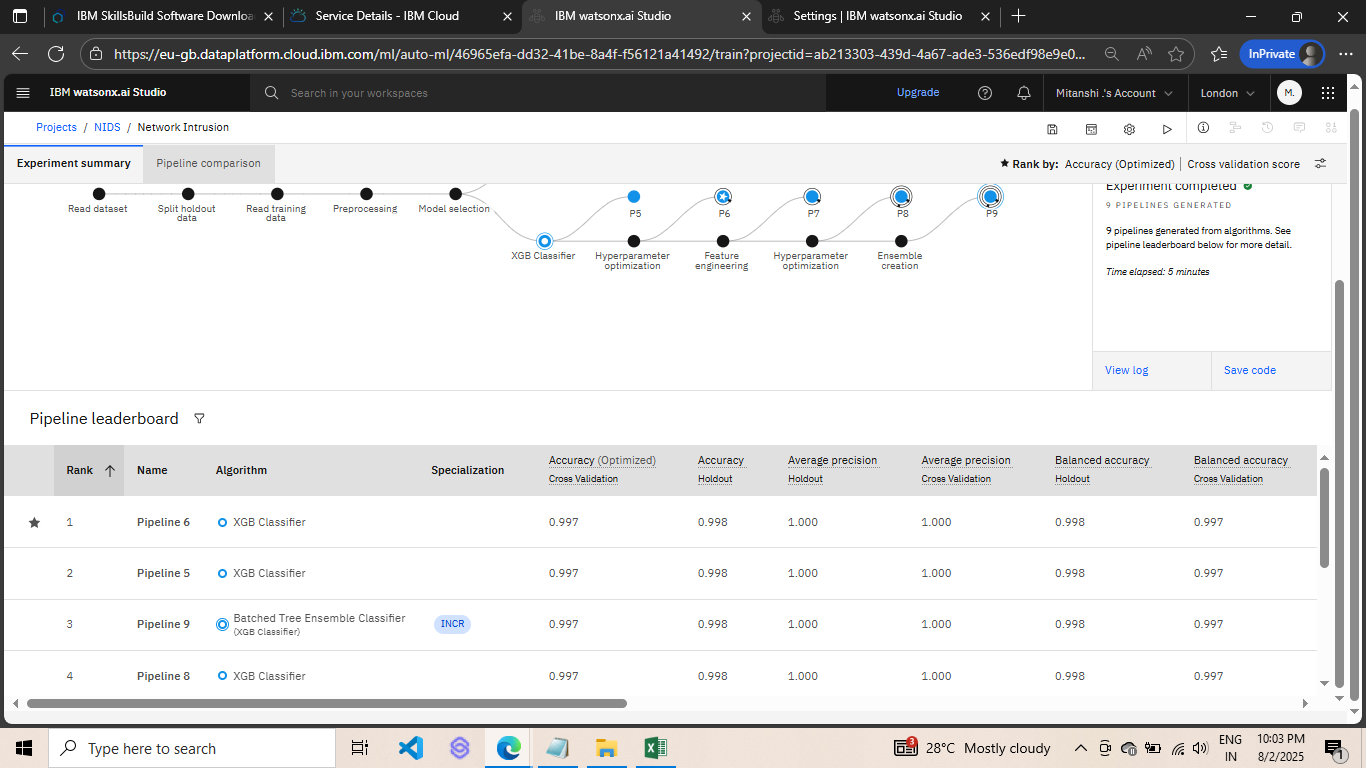 IBM SkillsBuild Software Downloa
Service Details - IBM Cloud
IBM watsonx.ai Studio
Settings | IBM watsonx.ai Studio
https://eu-gb.dataplatform.cloud.ibm.com/ml/auto-ml/46965efa-dd32-41be-8a4f-f56121a41492/train?projectid=ab213303-439d-4a67-ade3-536edf98e9e0...
InPrivate
IBM watsonx.ai Studio
Search in your workspaces
Upgrade
Mitanshi .'s Account
London
M.
Projects / NIDS / Network Intrusion
Experiment summary
Pipeline comparison
Rank by: Accuracy (Optimized) | Cross validation score
Read dataset
Split holdout
data
Read training
data
Preprocessing
Model selection
P5
P6
P7
P8
P9
XGB Classifier
Hyperparameter
optimization
Feature
engineering
Hyperparameter
optimization
Ensemble
creation
Experiment completed
9 PIPELINES GENERATED
9 pipelines generated from algorithms. See
pipeline leaderboard below for more detail.
Time elapsed: 5 minutes
View log
Save code
Pipeline leaderboard
Rank Name Algorithm Specialization Accuracy (Optimized) Cross Validation Accuracy Holdout Average precision Holdout Average precision Cross Validation Balanced accuracy Holdout Balanced accuracy Cross Validation
1 Pipeline 6 XGB Classifier 0.997 0.998 1.000 1.000 0.998 0.997
2 Pipeline 5 XGB Classifier 0.997 0.998 1.000 1.000 0.998 0.997
3 Pipeline 9 Batched Tree Ensemble Classifier (XGB Classifier) INCR 0.997 0.998 1.000 1.000 0.998 0.997
4 Pipeline 8 XGB Classifier 0.997 0.998 1.000 1.000 0.998 0.997
Type here to search
3
28°C Mostly cloudy
ENG
IN
10:03 PM
8/2/2025
1